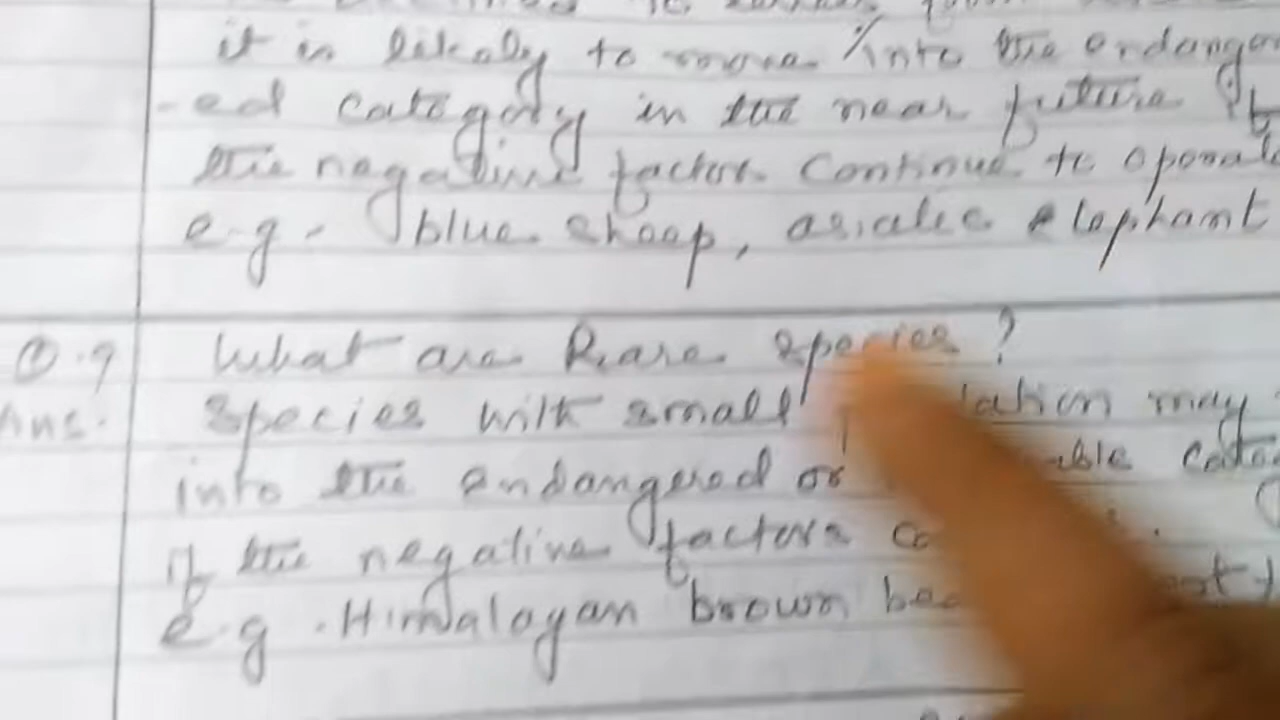 it is likely to move into the endanger
-ed category in the near future if
the negative factor continue to operate
e.g. blue sheep, asiatic elephant
Q.9 What are Rare species?
Ans. Species with small may
into the endangered or
if the negative factors
e.g. Himalayan brown